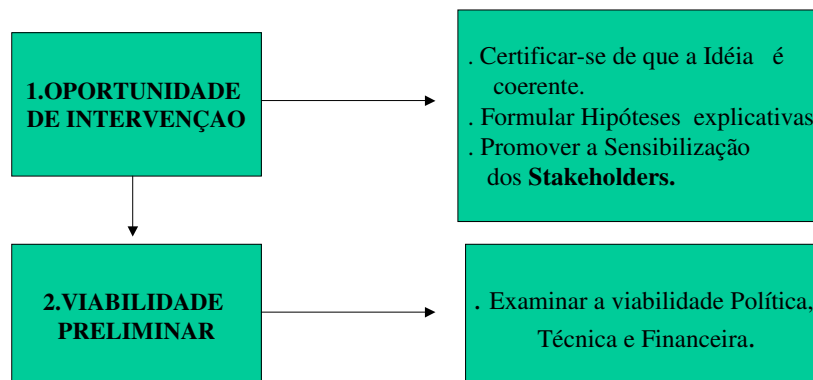 1.OPORTUNIDADE
DE INTERVENÇAO
. Certificar-se de que a Idéia é
coerente.
. Formular Hipóteses explicativas
. Promover a Sensibilização
dos Stakeholders.
2.VIABILIDADE
PRELIMINAR
. Examinar a viabilidade Política,
Técnica e Financeira.